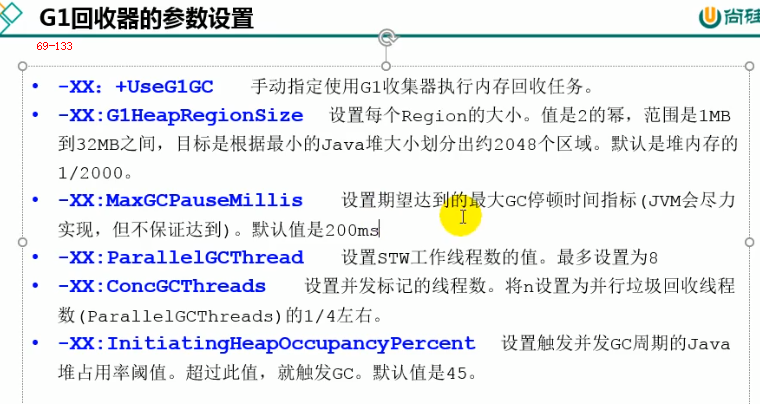 G1回收器的参数设置
尚硅
69-133
• -XX：+UseG1GC 手动指定使用G1收集器执行内存回收任务。
• -XX:G1HeapRegionSize 设置每个Region的大小。值是2的幂，范围是1MB
到32MB之间，目标是根据最小的Java堆大小划分出约2048个区域。默认是堆内存的
1/2000。
• -XX:MaxGCPauseMillis 设置期望达到的最大GC停顿时间指标(JVM会尽力
实现，但不保证达到)。默认值是200ms
• -XX:ParallelGCThread 设置STW工作线程数的值。最多设置为8
• -XX:ConcGCThreads 设置并发标记的线程数。将n设置为并行垃圾回收线程
数(ParallelGCThreads)的1/4左右。
• -XX:InitiatingHeapOccupancyPercent 设置触发并发GC周期的Java
堆占用率阈值。超过此值，就触发GC。默认值是45。